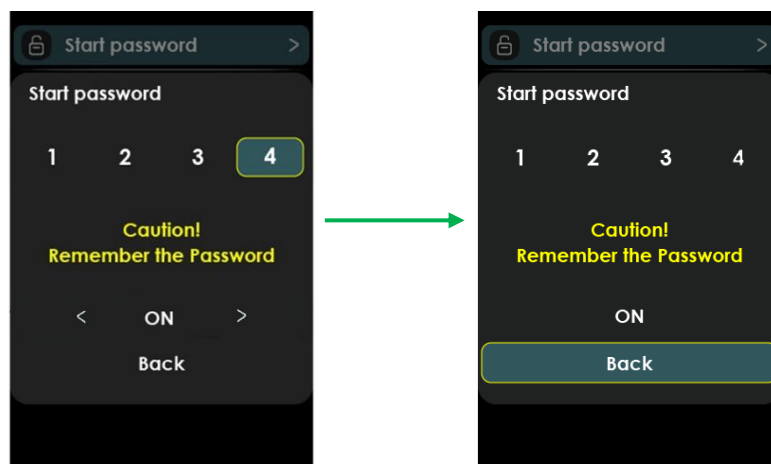 Start password >
Start password
1 2 3 4
Caution!
Remember the Password
< ON >
Back
Start password >
Start password
1 2 3 4
Caution!
Remember the Password
ON
Back